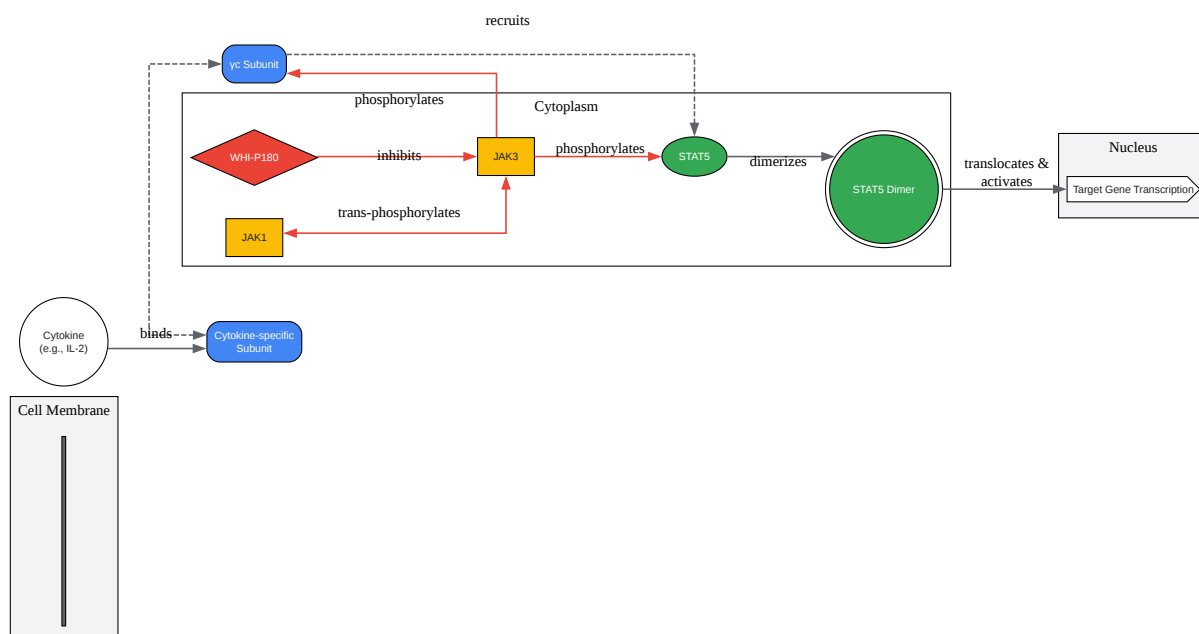 recruits
γc Subunit
phosphorylates
Cytoplasm
WHI-P180
inhibits
JAK3
phosphorylates
STAT5
dimerizes
STAT5 Dimer
translocates &
activates
Nucleus
Target Gene Transcription
trans-phosphorylates
JAK1
Cytokine
(e.g., IL-2)
binds
Cytokine-specific
Subunit
Cell Membrane